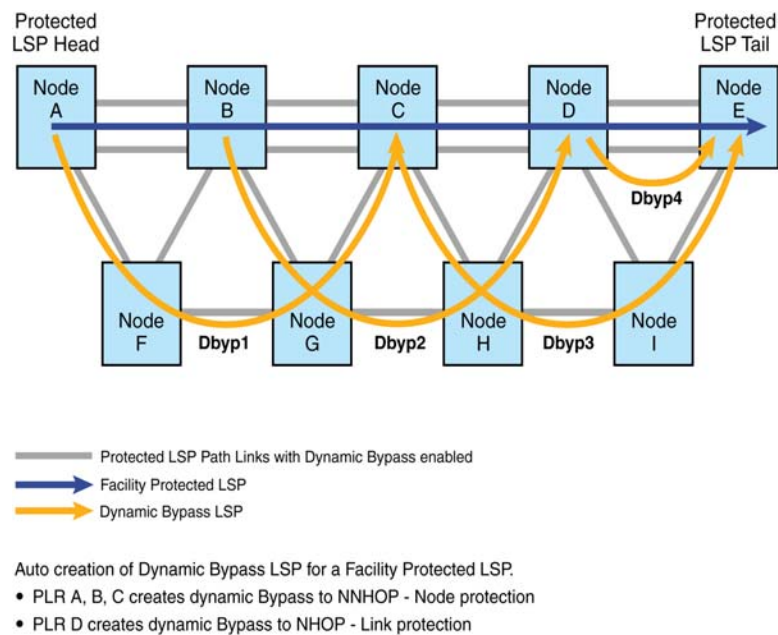 Protected
LSP Head
Protected
LSP Tail
Node
A
Node
B
Node
C
Node
D
Node
E
Dbyp4
Node
F
Dbyp1
Node
G
Dbyp2
Node
H
Dbyp3
Node
I
Protected LSP Path Links with Dynamic Bypass enabled
Facility Protected LSP
Dynamic Bypass LSP
Auto creation of Dynamic Bypass LSP for a Facility Protected LSP.
• PLR A, B, C creates dynamic Bypass to NNHOP - Node protection
• PLR D creates dynamic Bypass to NHOP - Link protection